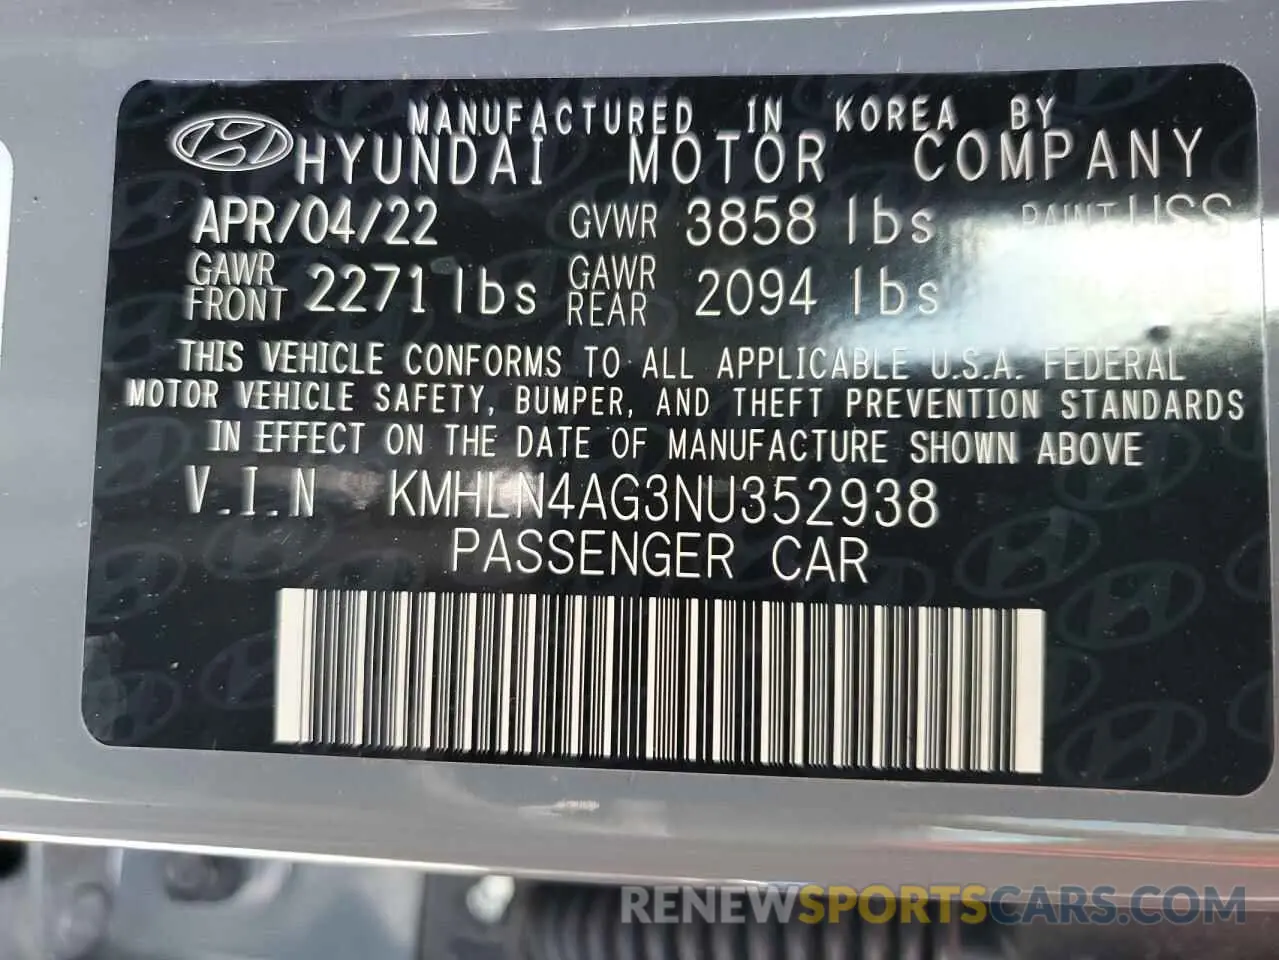 MANUFACTURED IN KOREA BY
HYUNDAI MOTOR COMPANY
APR/04/22 GVWR 3858 lbs PAINT USS
GAWR FRONT 2271 lbs GAWR REAR 2094 lbs
THIS VEHICLE CONFORMS TO ALL APPLICABLE U.S.A. FEDERAL
MOTOR VEHICLE SAFETY, BUMPER, AND THEFT PREVENTION STANDARDS
IN EFFECT ON THE DATE OF MANUFACTURE SHOWN ABOVE
V.I.N KMHLN4AG3NU352938
PASSENGER CAR
RENEWSPORTSCARS.COM